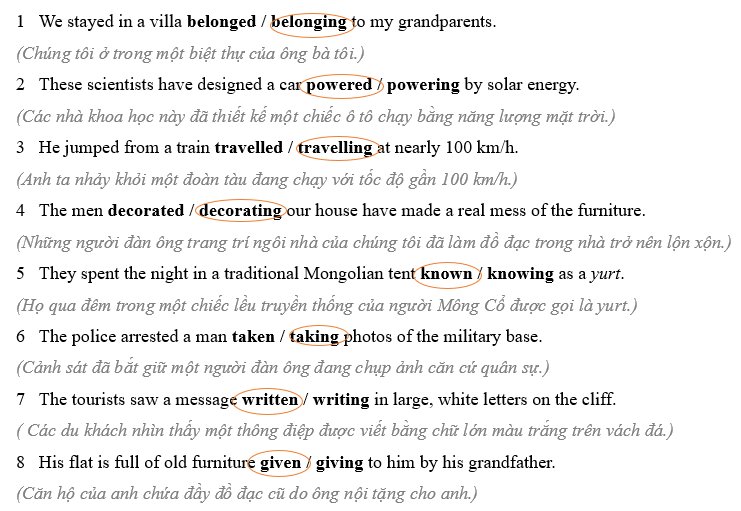 1 We stayed in a villa belonged / belonging to my grandparents.
(Chúng tôi ở trong một biệt thự của ông bà tôi.)
2 These scientists have designed a car powered / powering by solar energy.
(Các nhà khoa học này đã thiết kế một chiếc ô tô chạy bằng năng lượng mặt trời.)
3 He jumped from a train travelled / travelling at nearly 100 km/h.
(Anh ta nhảy khỏi một đoàn tàu đang chạy với tốc độ gần 100 km/h.)
4 The men decorated / decorating our house have made a real mess of the furniture.
(Những người đàn ông trang trí ngôi nhà của chúng tôi đã làm đồ đạc trong nhà trở nên lộn xộn.)
5 They spent the night in a traditional Mongolian tent known / knowing as a yurt.
(Họ qua đêm trong một chiếc lều truyền thống của người Mông Cổ được gọi là yurt.)
6 The police arrested a man taken / taking photos of the military base.
(Cảnh sát đã bắt giữ một người đàn ông đang chụp ảnh căn cứ quân sự.)
7 The tourists saw a message written / writing in large, white letters on the cliff.
( Các du khách nhìn thấy một thông điệp được viết bằng chữ lớn màu trắng trên vách đá.)
8 His flat is full of old furniture given / giving to him by his grandfather.
(Căn hộ của anh chứa đầy đồ đạc cũ do ông nội tặng cho anh.)